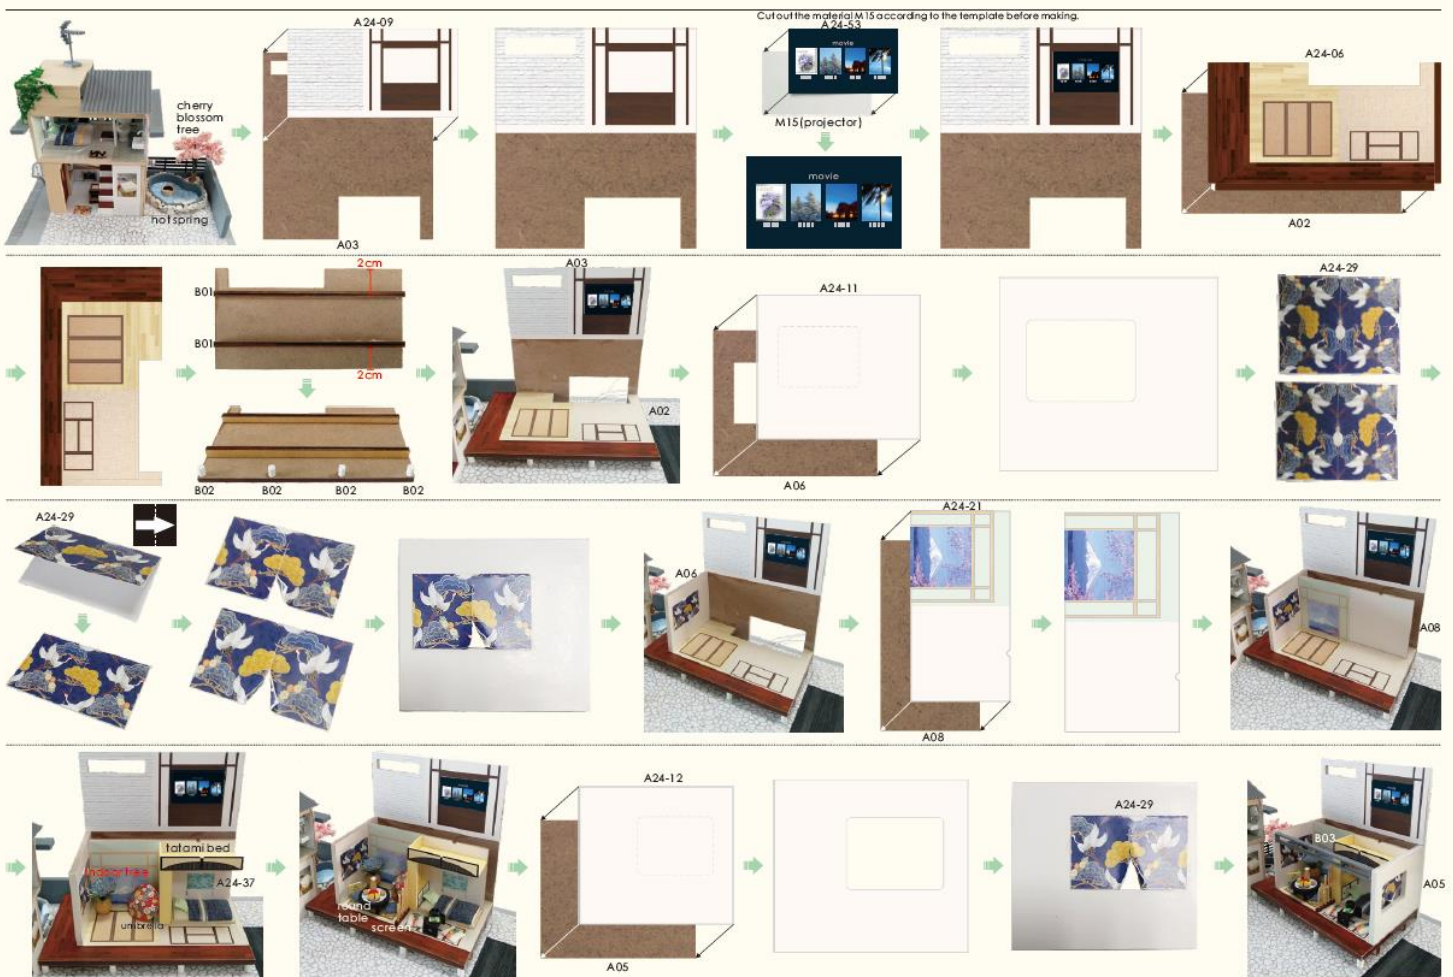 Cut out the material M15 according to the template before making.
A24-09
A24-53
movie
A24-06
cherry
blossom
tree
M15(projector)
movie
hot spring
A03
A02
2cm
B01
B01
2cm
B02
B02
B02
B02
A03
A02
A24-11
A06
A24-29
A24-29
A06
A24-21
A08
A08
tatami bed
indoor tree
A24-37
umbrella
round
table
screen
A24-12
A05
A24-29
B03
A05